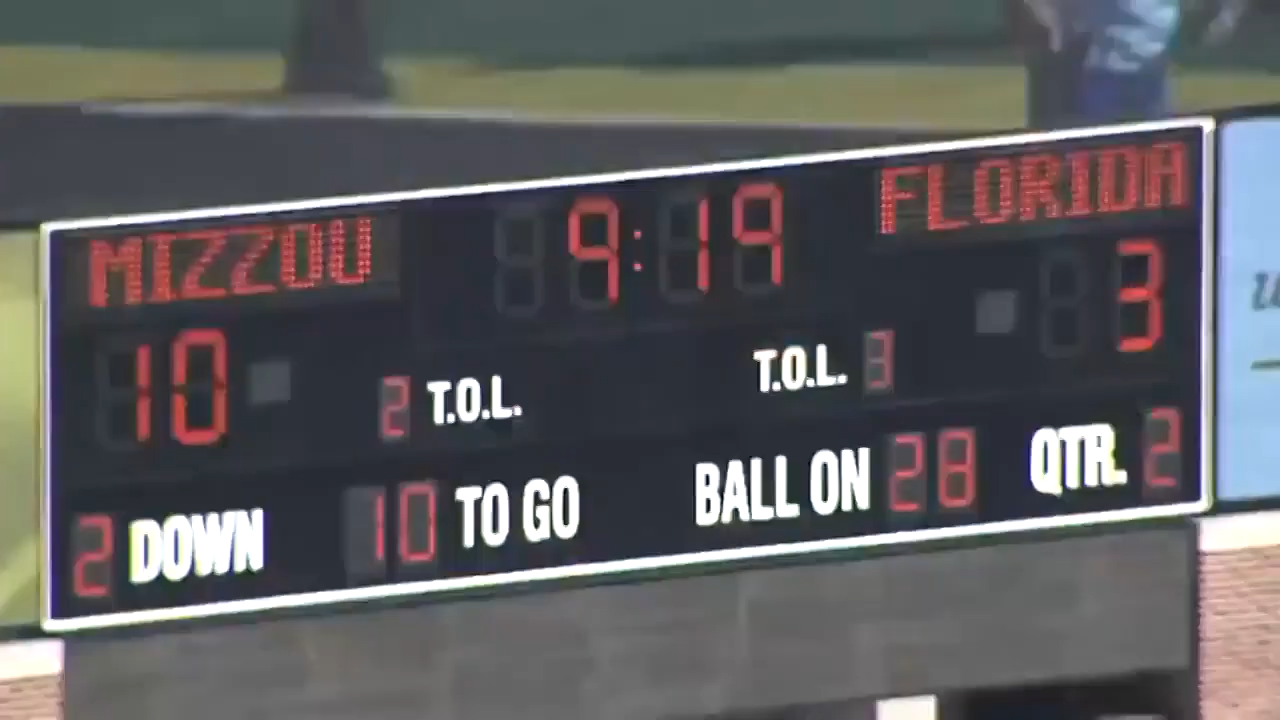 MIZZOU 9:19 FLORIDA
10 3
2 T.O.L. T.O.L. 3
2 DOWN 10 TO GO BALL ON 28 QTR. 2